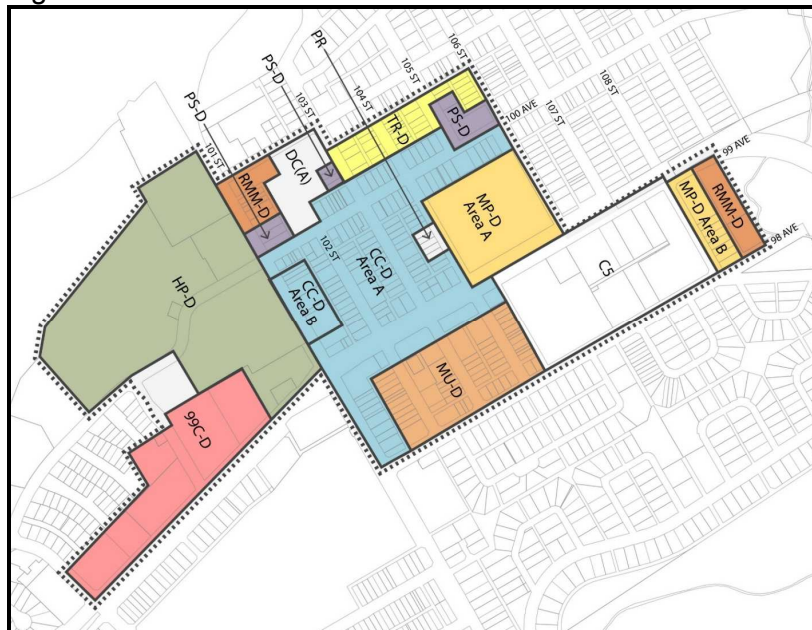 PR
PS-D
PS-D
101 ST
103 ST
104 ST
105 ST
106 ST
107 ST
108 ST
100 AVE
99 AVE
98 AVE
TR-D
PS-D
DC(A)
RMM-D
102 ST
HP-D
CC-D
Area A
CC-D
Area B
MP-D
Area A
MP-D Area B
RMM-D
C5
MU-D
99C-D